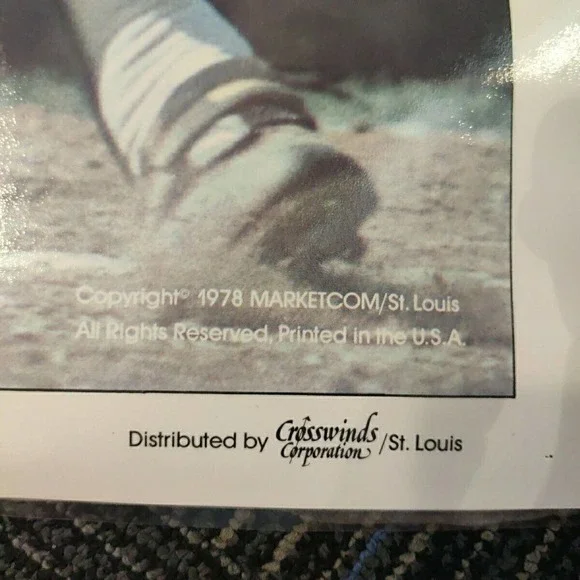 Copyright© 1978 MARKETCOM/St. Louis
All Rights Reserved, Printed in the U.S.A.
Distributed by Crosswinds Corporation /St. Louis